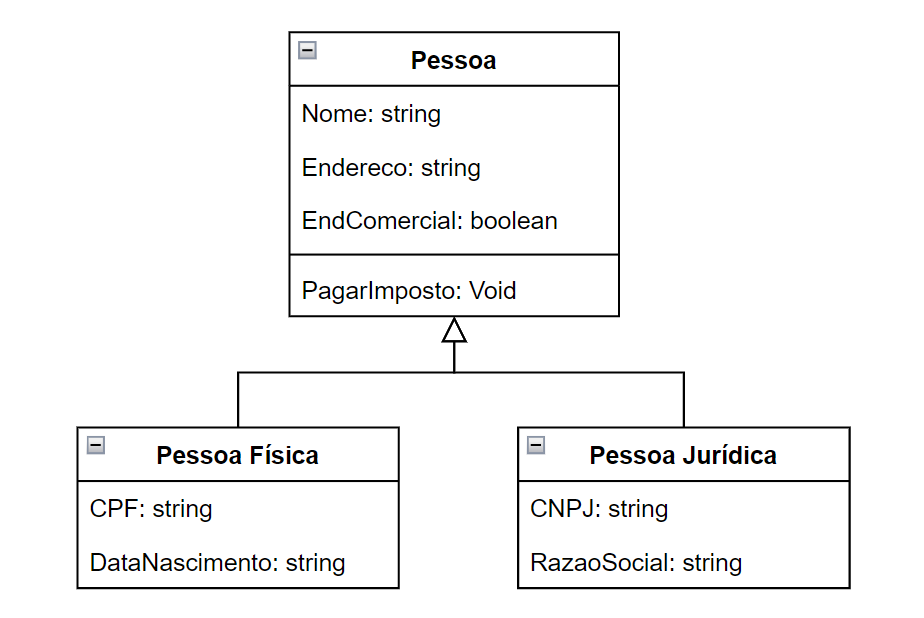 Pessoa
Nome: string
Endereco: string
EndComercial: boolean
PagarImposto: Void
Pessoa Física
CPF: string
DataNascimento: string
Pessoa Jurídica
CNPJ: string
RazaoSocial: string